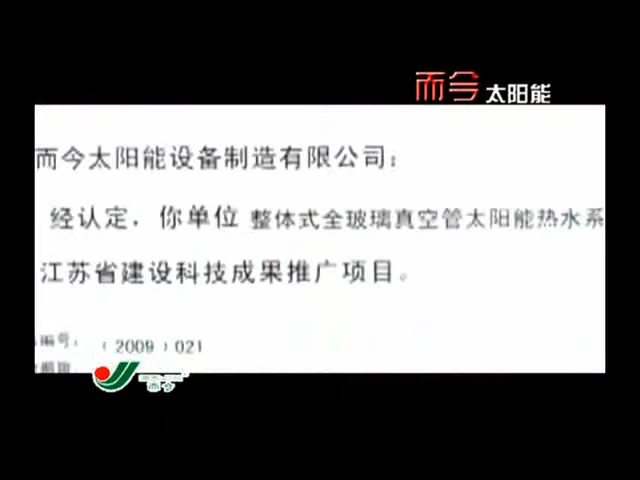 而今 太阳能
而今太阳能设备制造有限公司：
经认定，你单位 整体式全玻璃真空管太阳能热水系
江苏省建设科技成果推广项目。
编号：（2009）021
而今